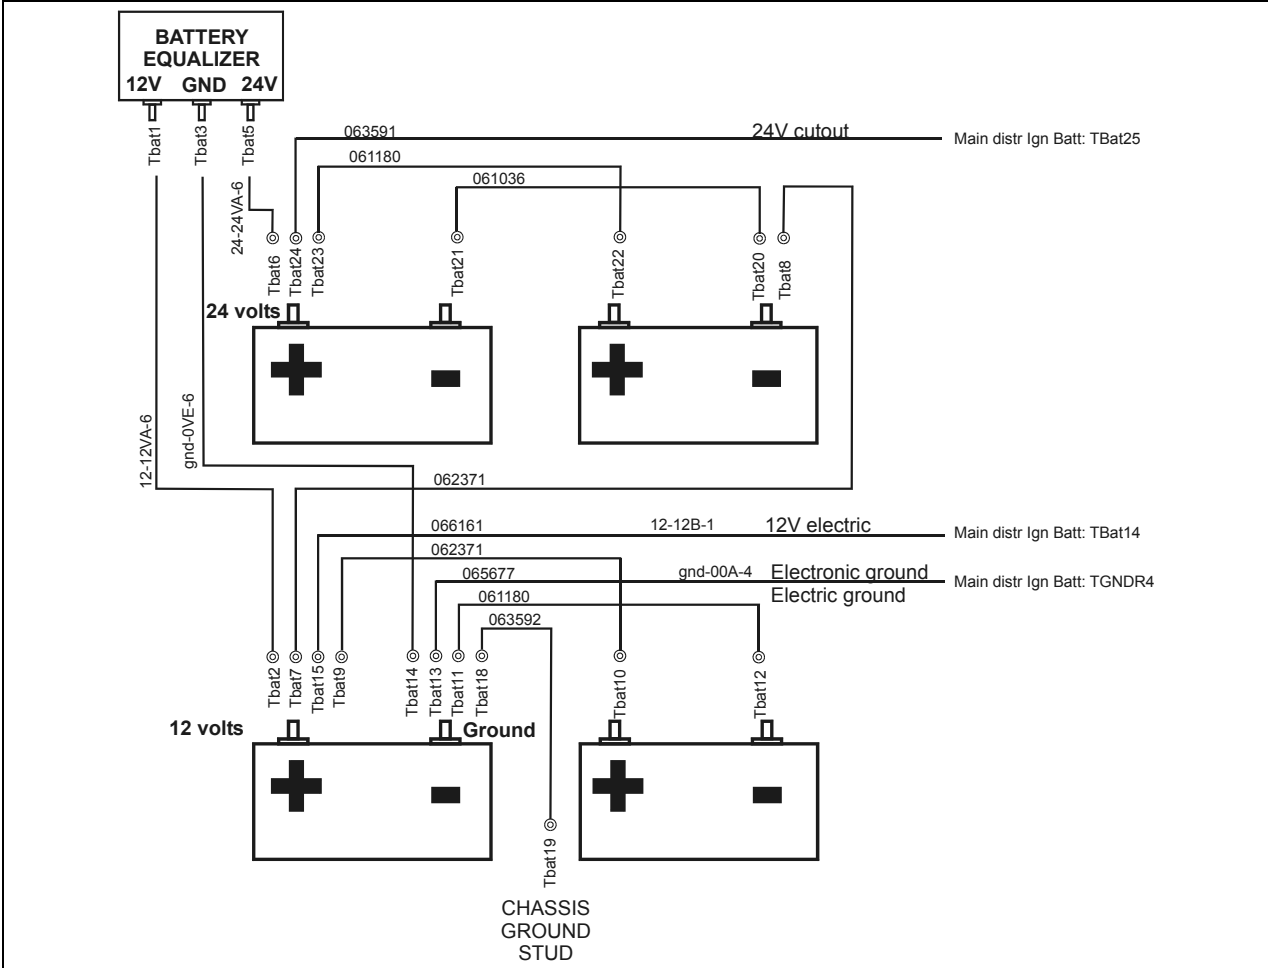 BATTERY
EQUALIZER
12V GND 24V
Tbat1
Tbat3
Tbat5
063591
24V cutout
Main distr Ign Batt: TBat25
061180
061036
24-24VA-6
Tbat6
Tbat24
Tbat23
Tbat21
Tbat22
Tbat20
Tbat8
24 volts
12-12VA-6
gnd-0VE-6
062371
066161
12-12B-1
12V electric
Main distr Ign Batt: TBat14
062371
065677
gnd-00A-4
Electronic ground
Main distr Ign Batt: TGNDR4
061180
Electric ground
063592
Tbat2
Tbat7
Tbat15
Tbat9
Tbat14
Tbat13
Tbat11
Tbat18
Tbat10
Tbat12
12 volts
Ground
Tbat19
CHASSIS
GROUND
STUD